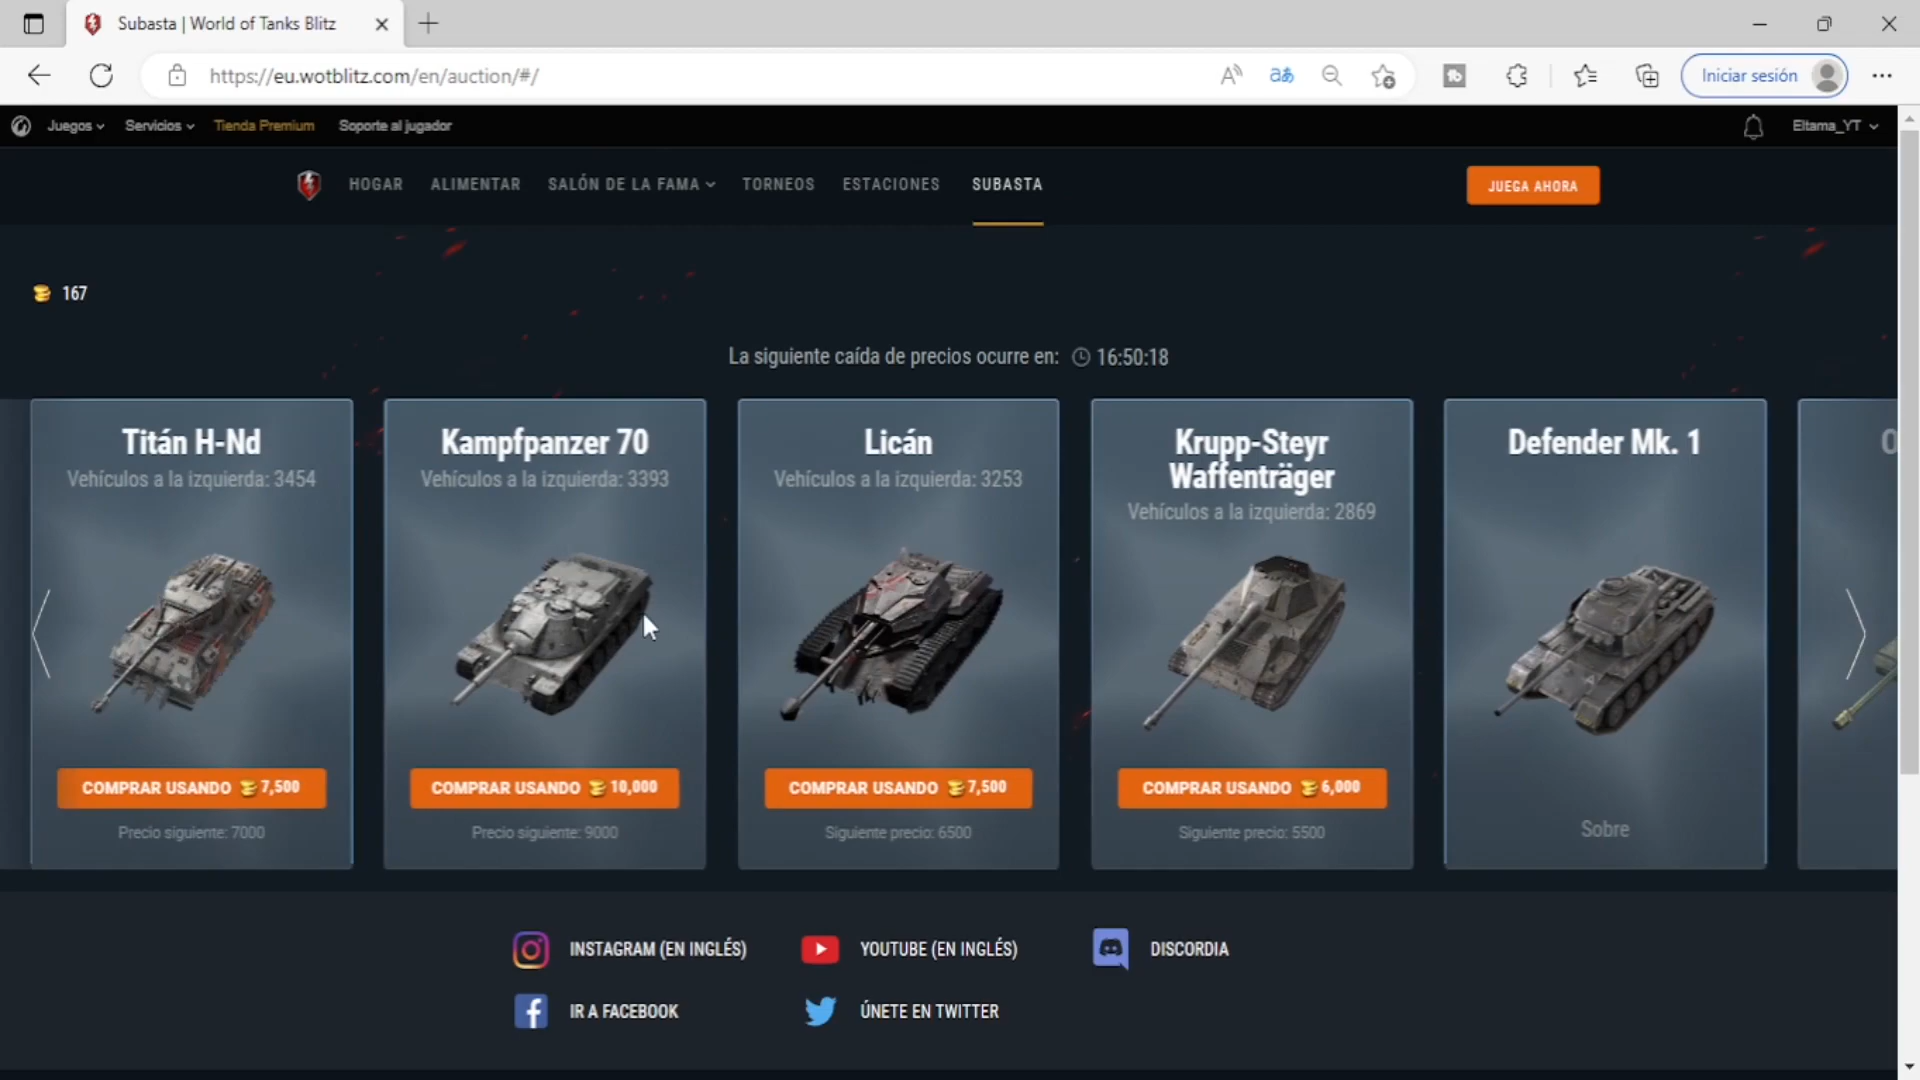 Subasta | World of Tanks Blitz
https://eu.wotblitz.com/en/auction/#/
Iniciar sesión
Juegos
Servicios
Tienda Premium
Soporte al jugador
Eltama_YT
HOGAR
ALIMENTAR
SALÓN DE LA FAMA
TORNEOS
ESTACIONES
SUBASTA
JUEGA AHORA
167
La siguiente caída de precios ocurre en: 16:50:18
Titán H-Nd
Vehículos a la izquierda: 3454
COMPRAR USANDO 7,500
Precio siguiente: 7000
Kampfpanzer 70
Vehículos a la izquierda: 3393
COMPRAR USANDO 10,000
Precio siguiente: 9000
Licán
Vehículos a la izquierda: 3253
COMPRAR USANDO 7,500
Siguiente precio: 6500
Krupp-Steyr
Waffenträger
Vehículos a la izquierda: 2869
COMPRAR USANDO 6,000
Siguiente precio: 5500
Defender Mk. 1
Sobre
INSTAGRAM (EN INGLÉS)
YOUTUBE (EN INGLÉS)
DISCORDIA
IR A FACEBOOK
ÚNETE EN TWITTER